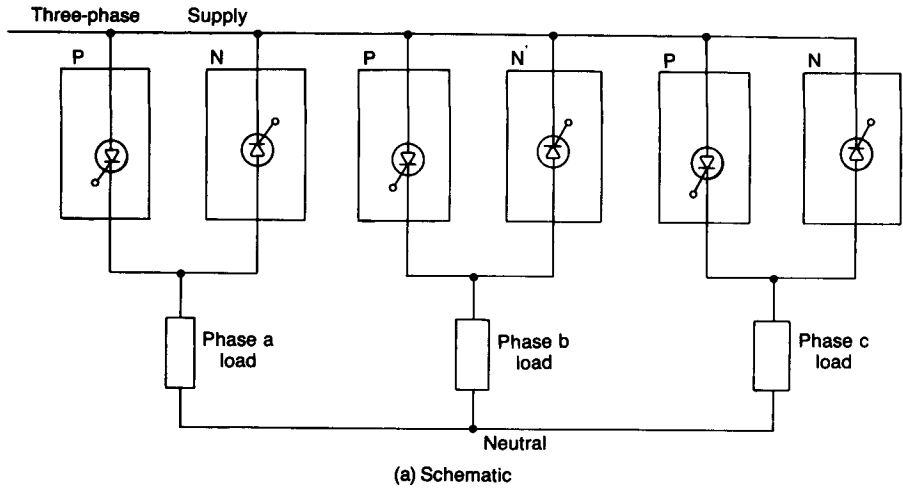 Three-phase Supply
P N P N' P N
Phase a
load
Phase b
load
Phase c
load
Neutral
(a) Schematic